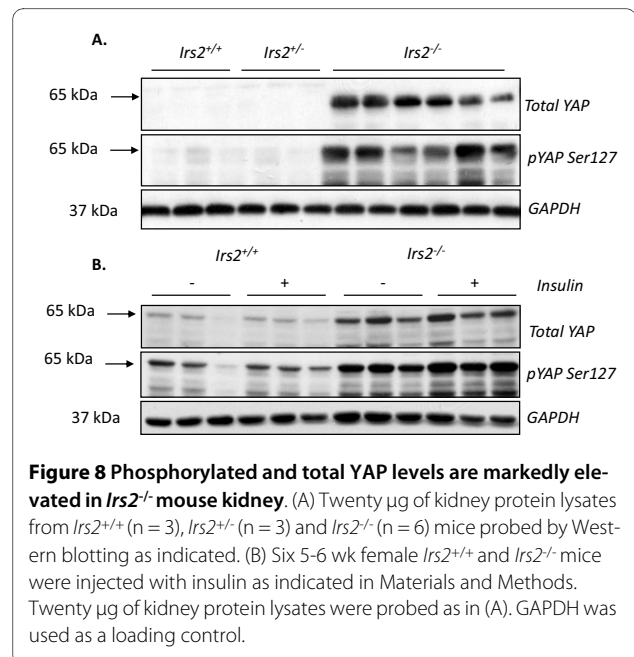 A.
Irs2+/+ Irs2+/- Irs2-/-
65 kDa Total YAP
65 kDa pYAP Ser127
37 kDa GAPDH
Irs2+/+ Irs2-/-
B.
- + - + Insulin
65 kDa Total YAP
65 kDa pYAP Ser127
37 kDa GAPDH
Figure 8 Phosphorylated and total YAP levels are markedly ele-
vated in Irs2-/- mouse kidney. (A) Twenty μg of kidney protein lysates
from Irs2+/+ (n = 3), Irs2+/- (n = 3) and Irs2-/- (n = 6) mice probed by West-
ern blotting as indicated. (B) Six 5-6 wk female Irs2+/+ and Irs2-/- mice
were injected with insulin as indicated in Materials and Methods.
Twenty μg of kidney protein lysates were probed as in (A). GAPDH was
used as a loading control.